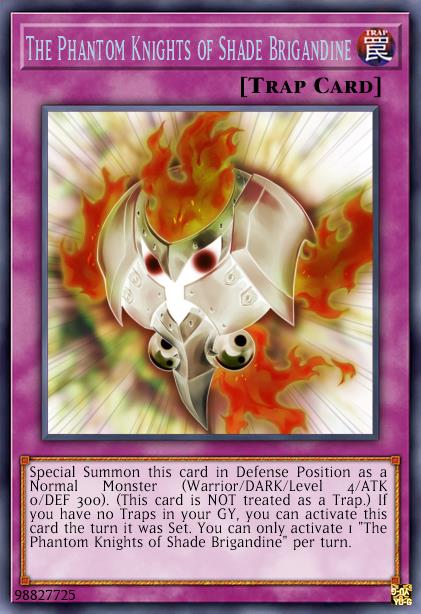 The Phantom Knights of Shade Brigandine
TRAP
罠
[Trap Card]
Special Summon this card in Defense Position as a
Normal Monster (Warrior/DARK/Level 4/ATK
0/DEF 300). (This card is NOT treated as a Trap.) If
you have no Traps in your GY, you can activate
this card the turn it was Set. You can only activate 1 "The
Phantom Knights of Shade Brigandine" per turn.
98827725